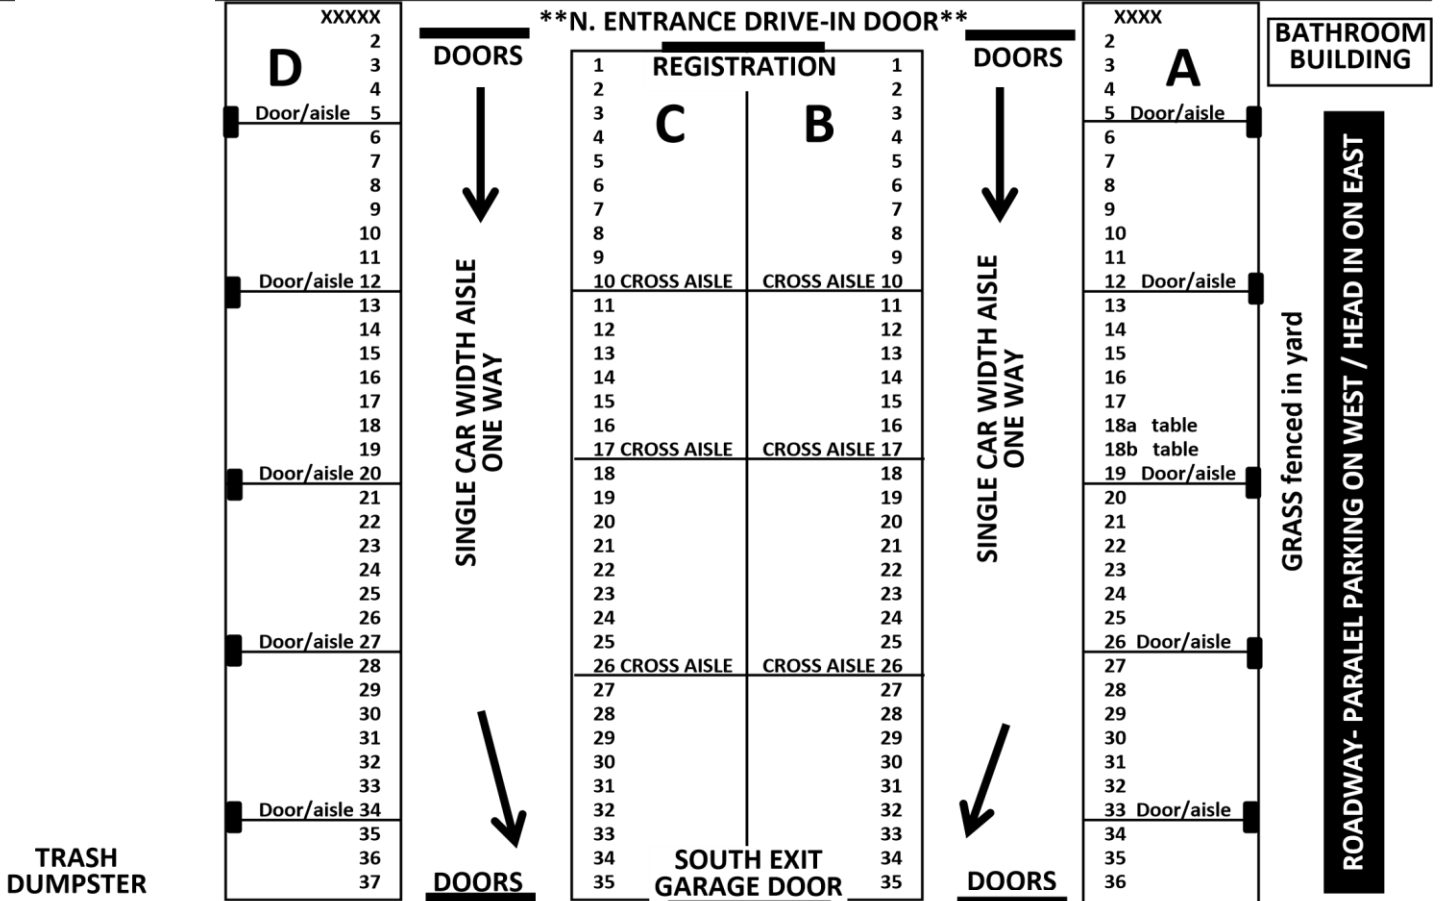 XXXXX
2
3
D
4
Door/aisle 5
6
7
8
9
10
11
Door/aisle 12
13
14
15
16
17
18
19
Door/aisle 20
21
22
23
24
25
26
Door/aisle 27
28
29
30
31
32
33
Door/aisle 34
35
36
37
TRASH
DUMPSTER
DOORS
SINGLE CAR WIDTH AISLE
ONE WAY
DOORS
**N. ENTRANCE DRIVE-IN DOOR**
REGISTRATION
C
1
2
3
4
5
6
7
8
9
10 CROSS AISLE
11
12
13
14
15
16
17 CROSS AISLE
18
19
20
21
22
23
24
25
26 CROSS AISLE
27
28
29
30
31
32
33
34
35
B
1
2
3
4
5
6
7
8
9
CROSS AISLE 10
11
12
13
14
15
16
CROSS AISLE 17
18
19
20
21
22
23
24
25
CROSS AISLE 26
27
28
29
30
31
32
33
34
35
SOUTH EXIT
GARAGE DOOR
DOORS
SINGLE CAR WIDTH AISLE
ONE WAY
DOORS
XXXX
2
3
A
4
5 Door/aisle
6
7
8
9
10
11
12 Door/aisle
13
14
15
16
17
18a table
18b table
19 Door/aisle
20
21
22
23
24
25
26 Door/aisle
27
28
29
30
31
32
33 Door/aisle
34
35
36
BATHROOM
BUILDING
GRASS fenced in yard
ROADWAY- PARALEL PARKING ON WEST / HEAD IN ON EAST